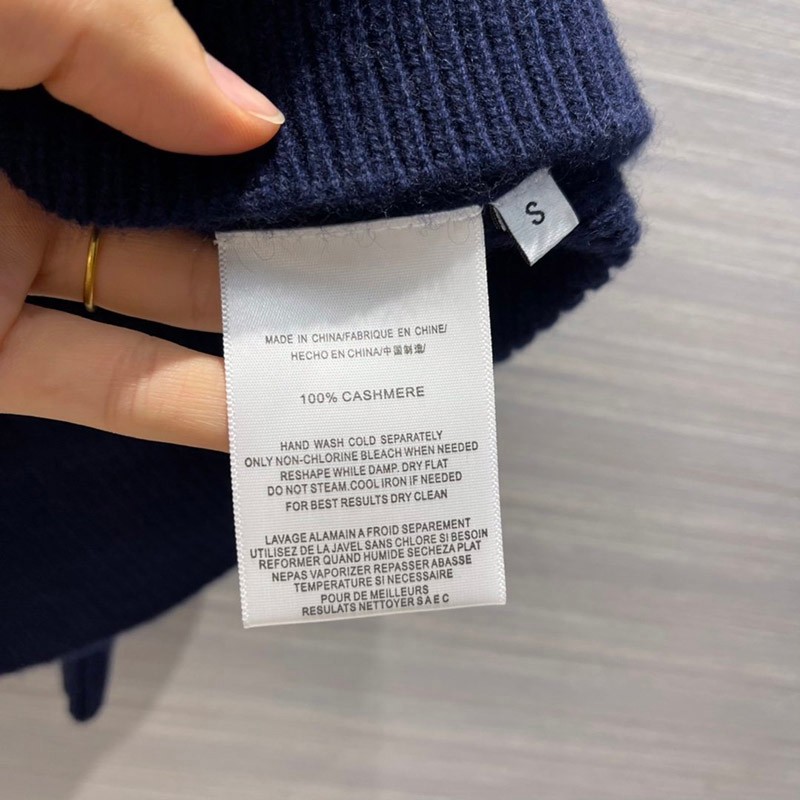 S
MADE IN CHINA/FABRIQUE EN CHINE/
HECHO EN CHINA/中国制造/
100% CASHMERE
HAND WASH COLD SEPARATELY
ONLY NON-CHLORINE BLEACH WHEN NEEDED
RESHAPE WHILE DAMP. DRY FLAT
DO NOT STEAM.COOL IRON IF NEEDED
FOR BEST RESULTS DRY CLEAN
LAVAGE ALAMAIN A FROID SEPAREMENT
UTILISEZ DE LA JAVEL SANS CHLORE SI BESOIN
REFORMER QUAND HUMIDE SECHEZA PLAT
NEPAS VAPORIZER REPASSER ABASSE
TEMPERATURE SI NECESSAIRE
POUR DE MEILLEURS
RESULATS NETTOYER S A E C